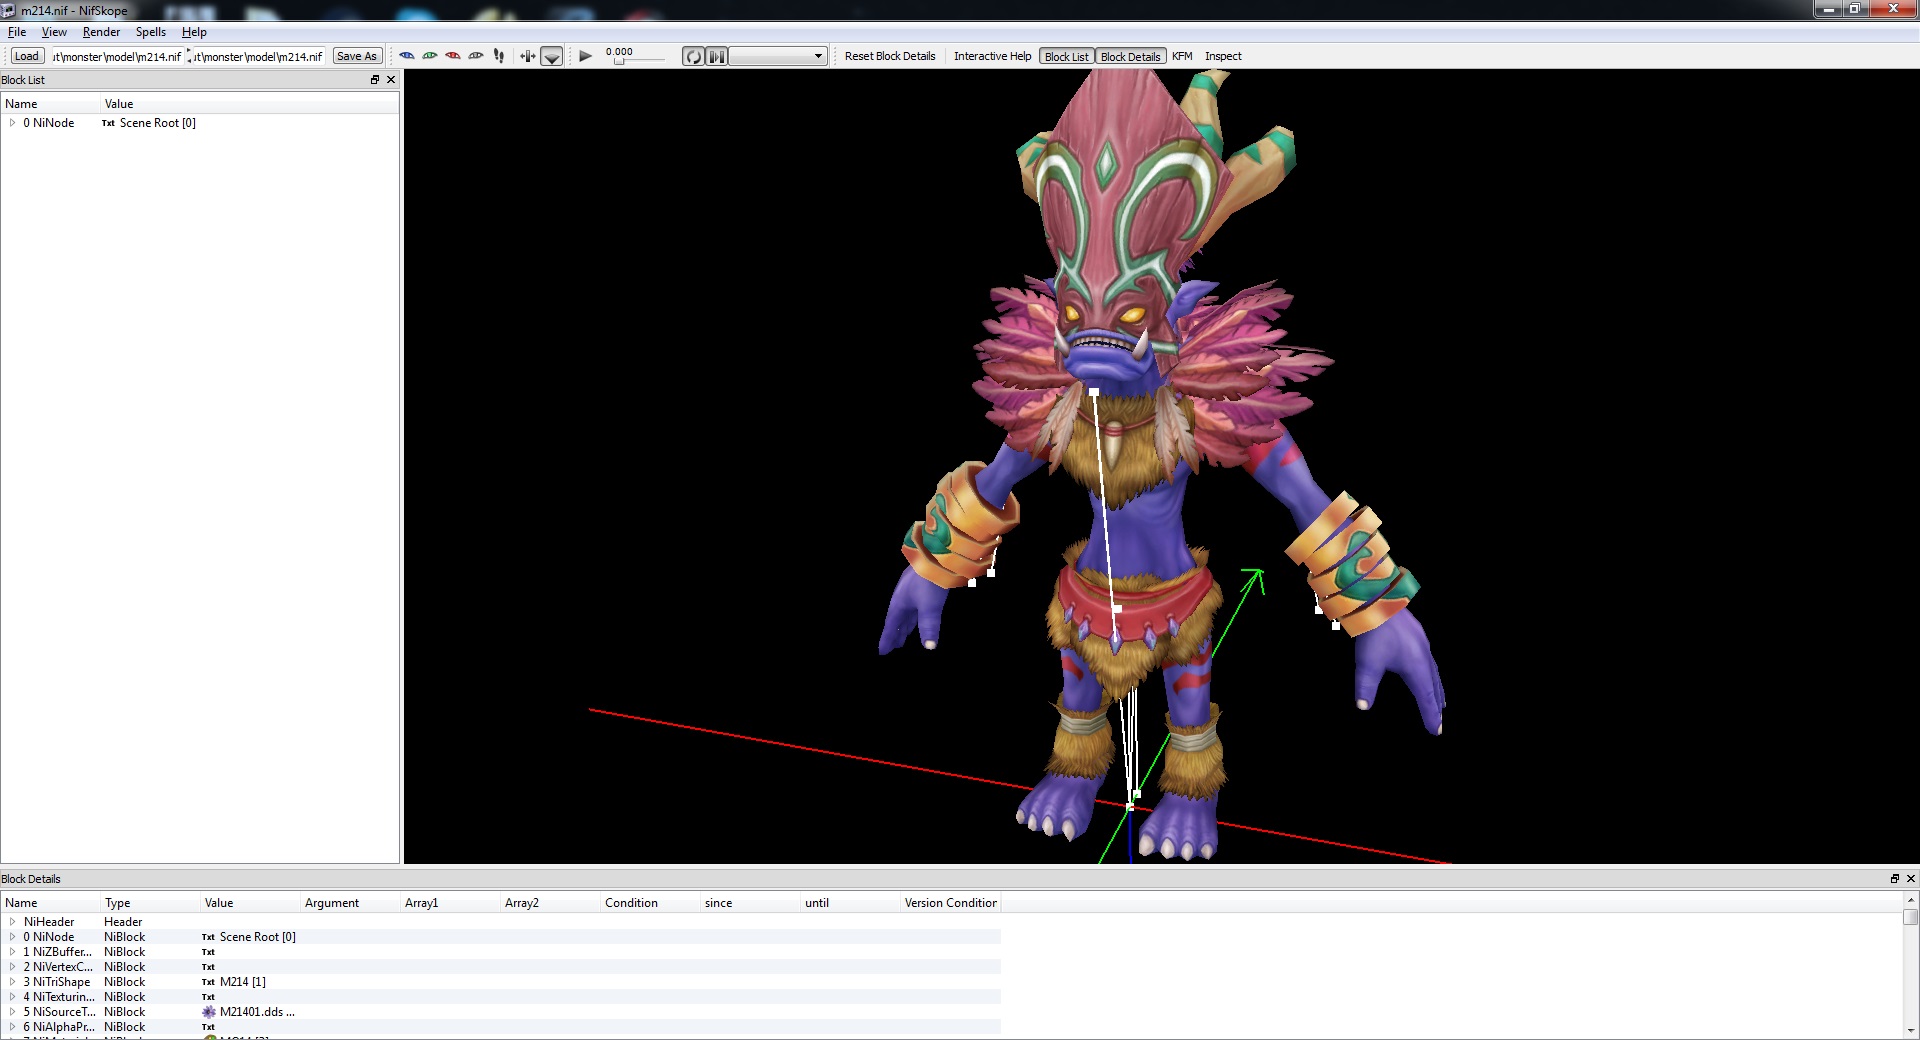 m214.nif - NifSkope
File View Render Spells Help
Load ıt\monster\model\m214.nif ıt\monster\model\m214.nif Save As 0.000 Reset Block Details Interactive Help Block List Block Details KFM Inspect
Block List
Name Value
0 NiNode Txt Scene Root [0]
Block Details
Name Type Value Argument Array1 Array2 Condition since until Version Condition
NiHeader Header
0 NiNode NiBlock Txt Scene Root [0]
1 NiZBuffer... NiBlock Txt
2 NiVertexC... NiBlock Txt
3 NiTriShape NiBlock Txt M214 [1]
4 NiTexturin... NiBlock Txt
5 NiSourceT... NiBlock M21401.dds ...
6 NiAlphaPr... NiBlock Txt